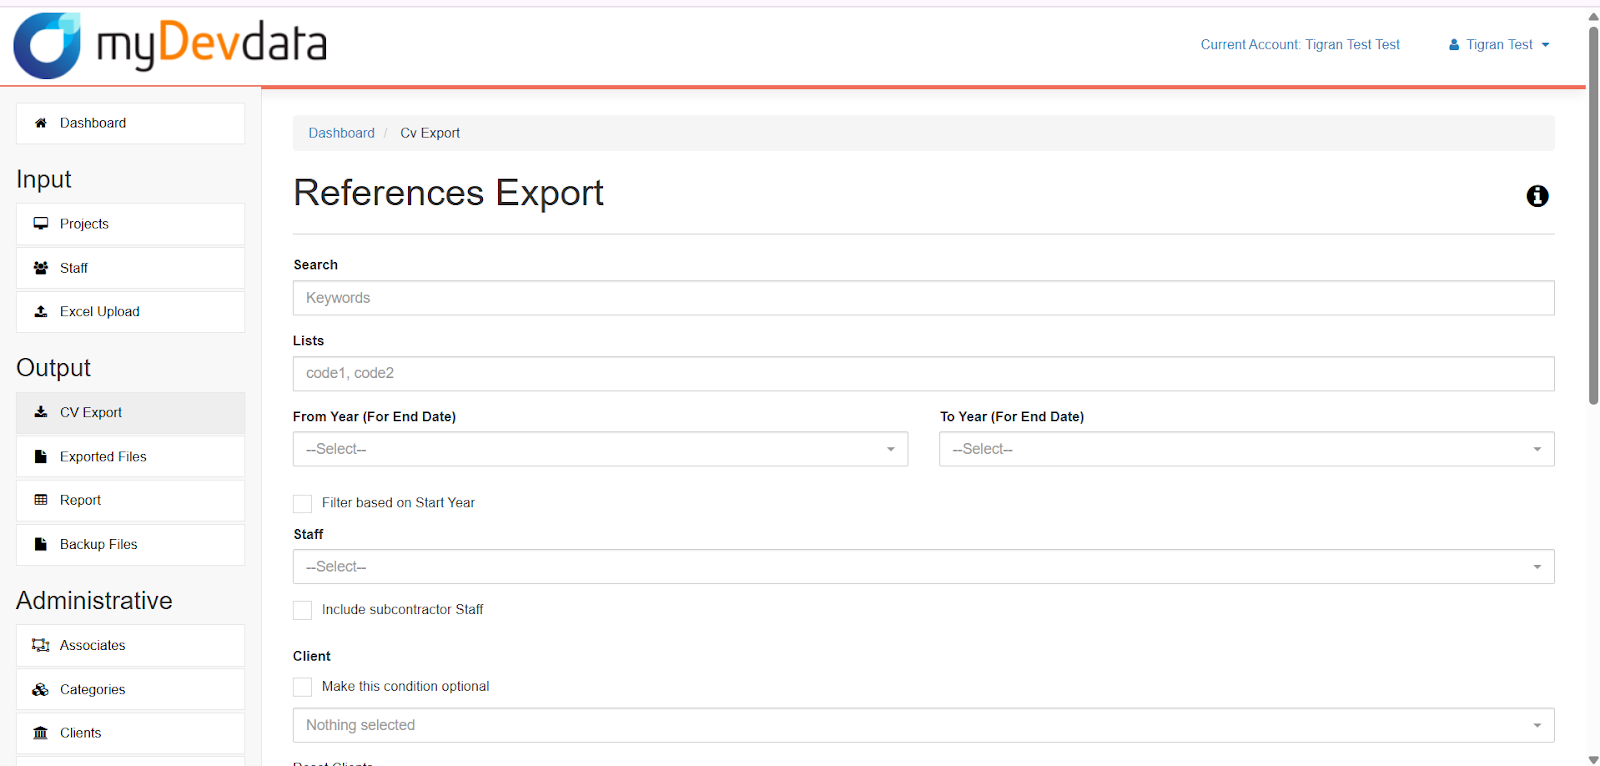 myDevdata
Current Account: Tigran Test Test
Tigran Test
Dashboard
Input
Projects
Staff
Excel Upload
Output
CV Export
Exported Files
Report
Backup Files
Administrative
Associates
Categories
Clients
Dashboard / Cv Export
References Export
Search
Keywords
Lists
code1, code2
From Year (For End Date)
--Select--
To Year (For End Date)
--Select--
Filter based on Start Year
Staff
--Select--
Include subcontractor Staff
Client
Make this condition optional
Nothing selected
Reset Clients